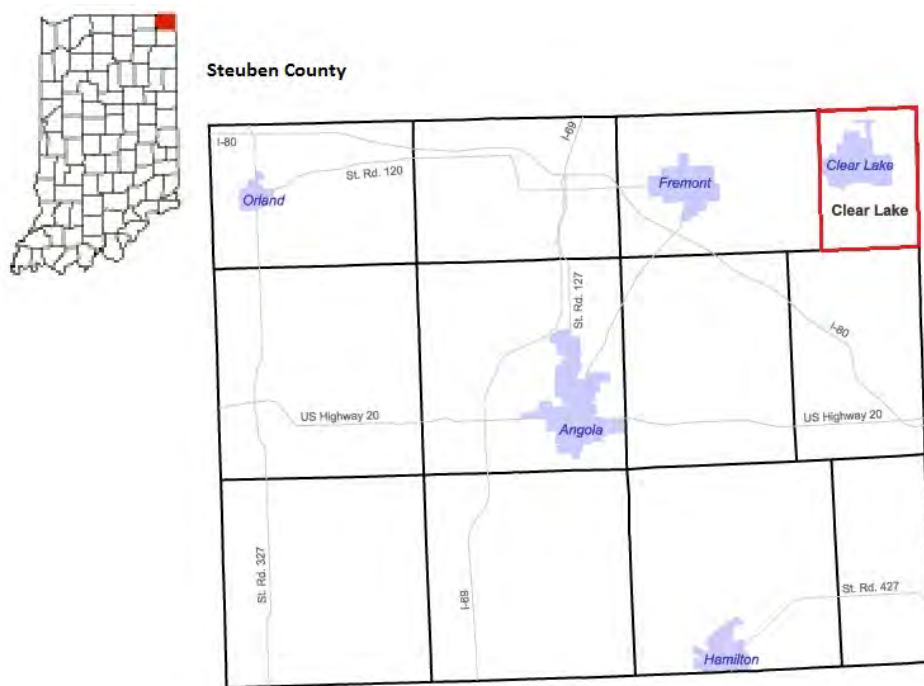 Steuben County
I-69
I-80
St. Rd. 120
Orland
Fremont
Clear Lake
Clear Lake
St. Rd. 127
I-80
US Highway 20
Angola
US Highway 20
St. Rd. 327
I-69
St. Rd. 427
Hamilton